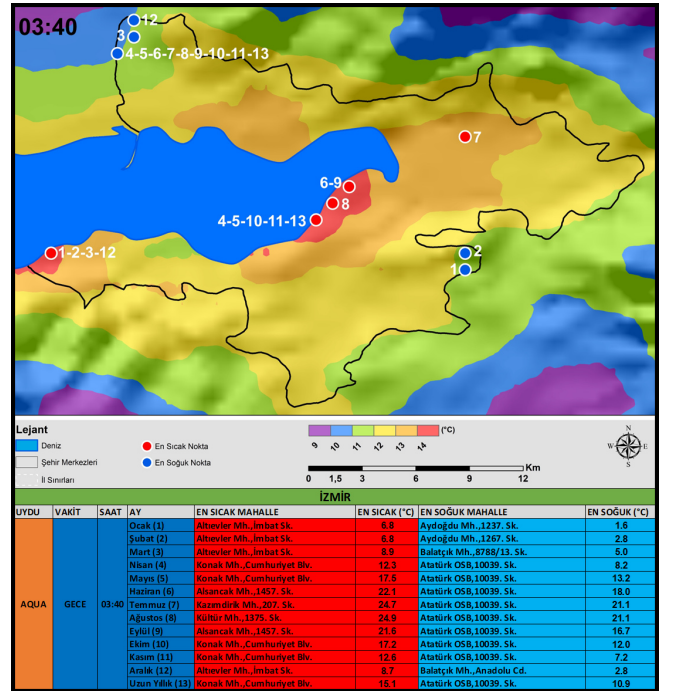 03:40
12
3
4-5-6-7-8-9-10-11-13
7
6-9
8
4-5-10-11-13
1-2-3-12
2
1
Lejant
Deniz
Şehir Merkezleri
İl Sınırları
En Sıcak Nokta
En Soğuk Nokta
(°C)
9 10 11 12 13 14
Km
0 1,5 3 6 9 12
N
W E
S
İZMİR
UYDU VAKİT SAAT AY EN SICAK MAHALLE EN SICAK (°C) EN SOĞUK MAHALLE EN SOĞUK (°C)
AQUA GECE 03:40
Ocak (1) Altıevler Mh.,İmbat Sk. 6.8 Aydoğdu Mh.,1237. Sk. 1.6
Şubat (2) Altıevler Mh.,İmbat Sk. 6.8 Aydoğdu Mh.,1267. Sk. 2.8
Mart (3) Altıevler Mh.,İmbat Sk. 8.9 Balatçık Mh.,8788/13. Sk. 5.0
Nisan (4) Konak Mh.,Cumhuriyet Blv. 12.3 Atatürk OSB,10039. Sk. 8.2
Mayıs (5) Konak Mh.,Cumhuriyet Blv. 17.5 Atatürk OSB,10039. Sk. 13.2
Haziran (6) Alsancak Mh.,1457. Sk. 22.1 Atatürk OSB,10039. Sk. 18.0
Temmuz (7) Kazımdirik Mh.,207. Sk. 24.7 Atatürk OSB,10039. Sk. 21.1
Ağustos (8) Kültür Mh.,1375. Sk. 24.9 Atatürk OSB,10039. Sk. 21.1
Eylül (9) Alsancak Mh.,1457. Sk. 21.6 Atatürk OSB,10039. Sk. 16.7
Ekim (10) Konak Mh.,Cumhuriyet Blv. 17.2 Atatürk OSB,10039. Sk. 12.0
Kasım (11) Konak Mh.,Cumhuriyet Blv. 12.6 Atatürk OSB,10039. Sk. 7.2
Aralık (12) Altıevler Mh.,İmbat Sk. 8.7 Balatçık Mh.,Anadolu Cd. 2.8
Uzun Yıllık (13) Konak Mh.,Cumhuriyet Blv. 15.1 Atatürk OSB,10039. Sk. 10.9